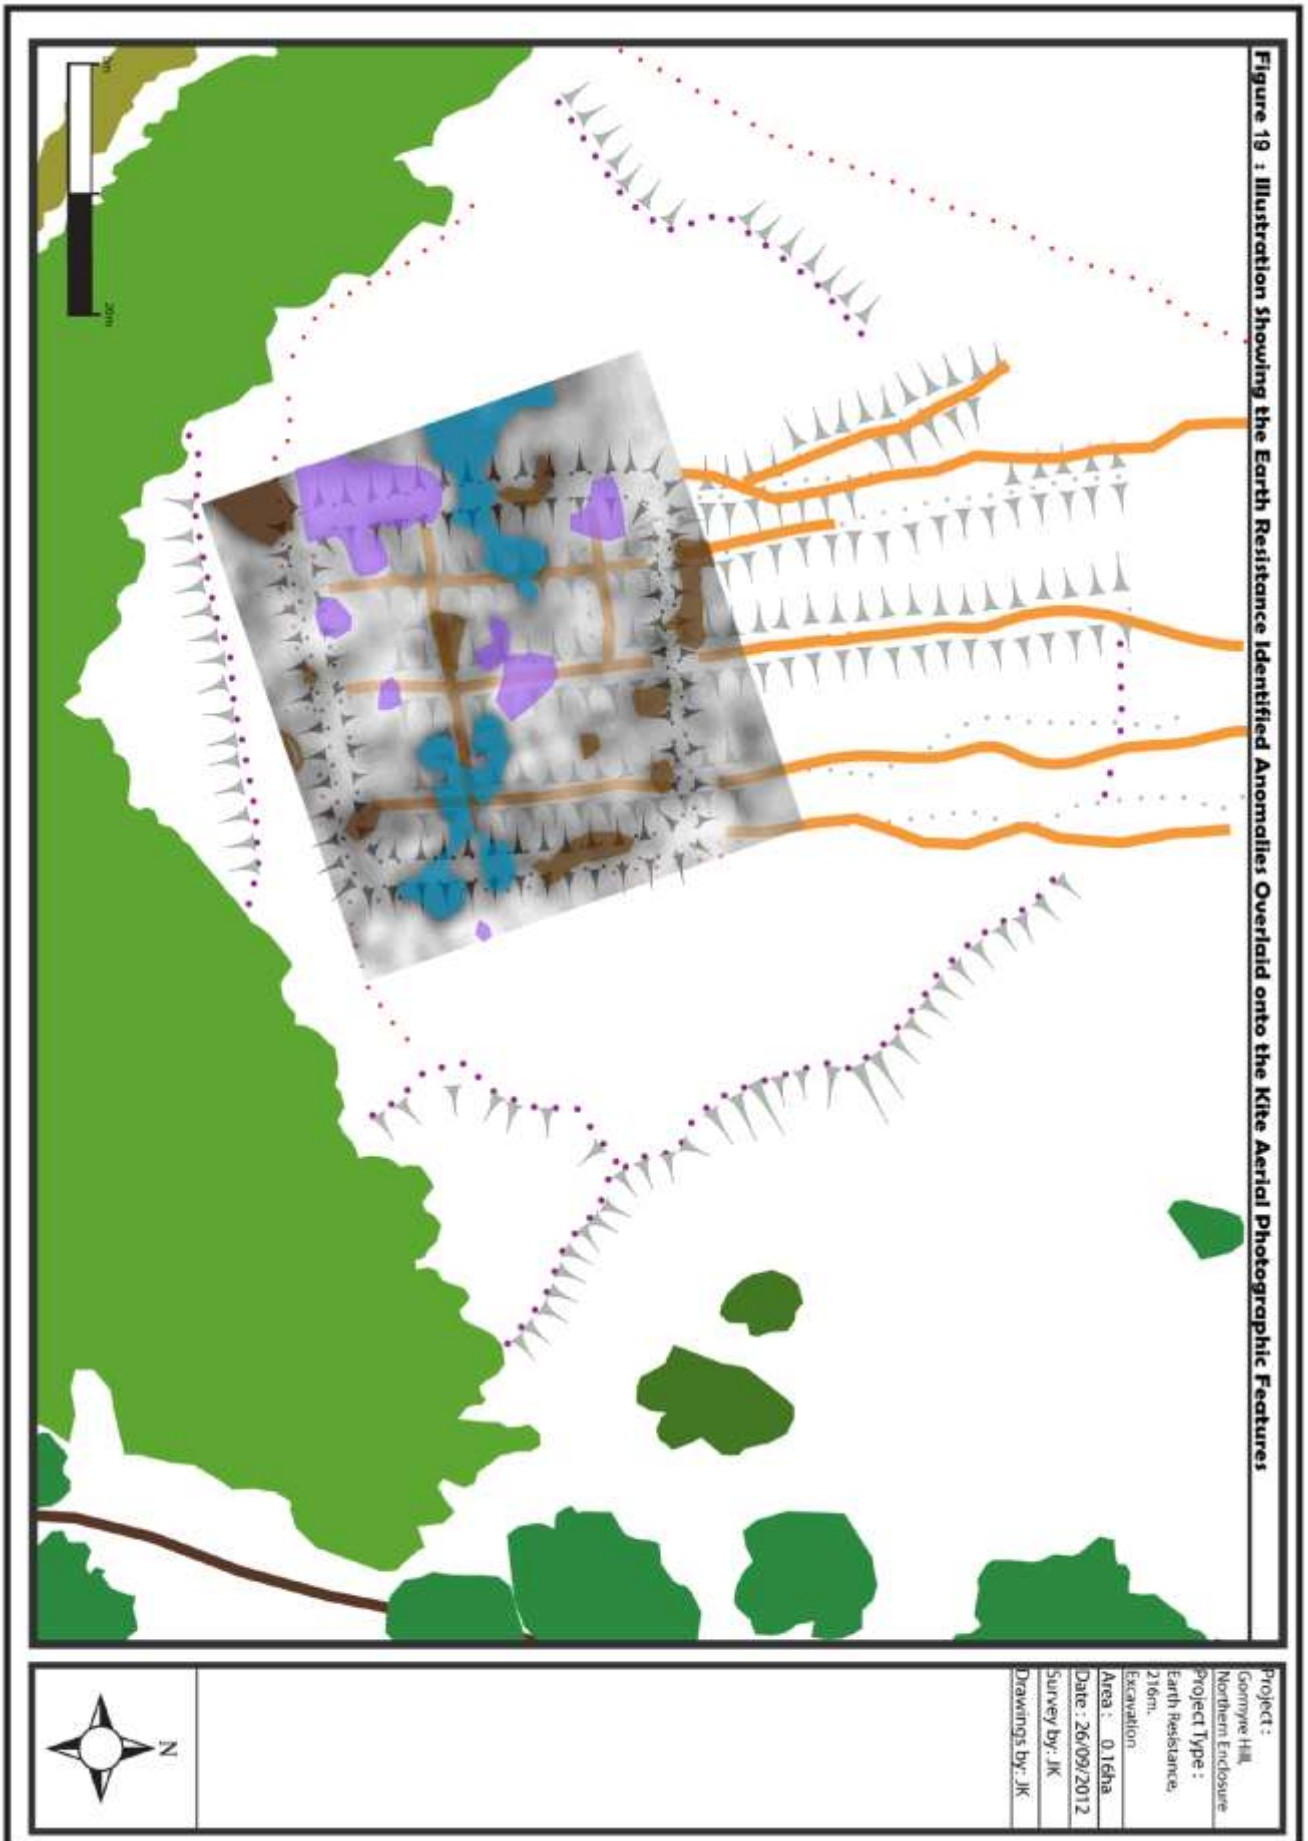 Figure 19 : Illustration Showing the Earth Resistance Identified Anomalies Overlaid onto the Kite Aerial Photographic Features
0m
20m
Project :
Gormyre Hill,
Northern Enclosure
Project Type :
Earth Resistance,
216m.
Excavation
Area : 0.16ha
Date : 26/09/2012
Survey by: JK
Drawings by: JK
N